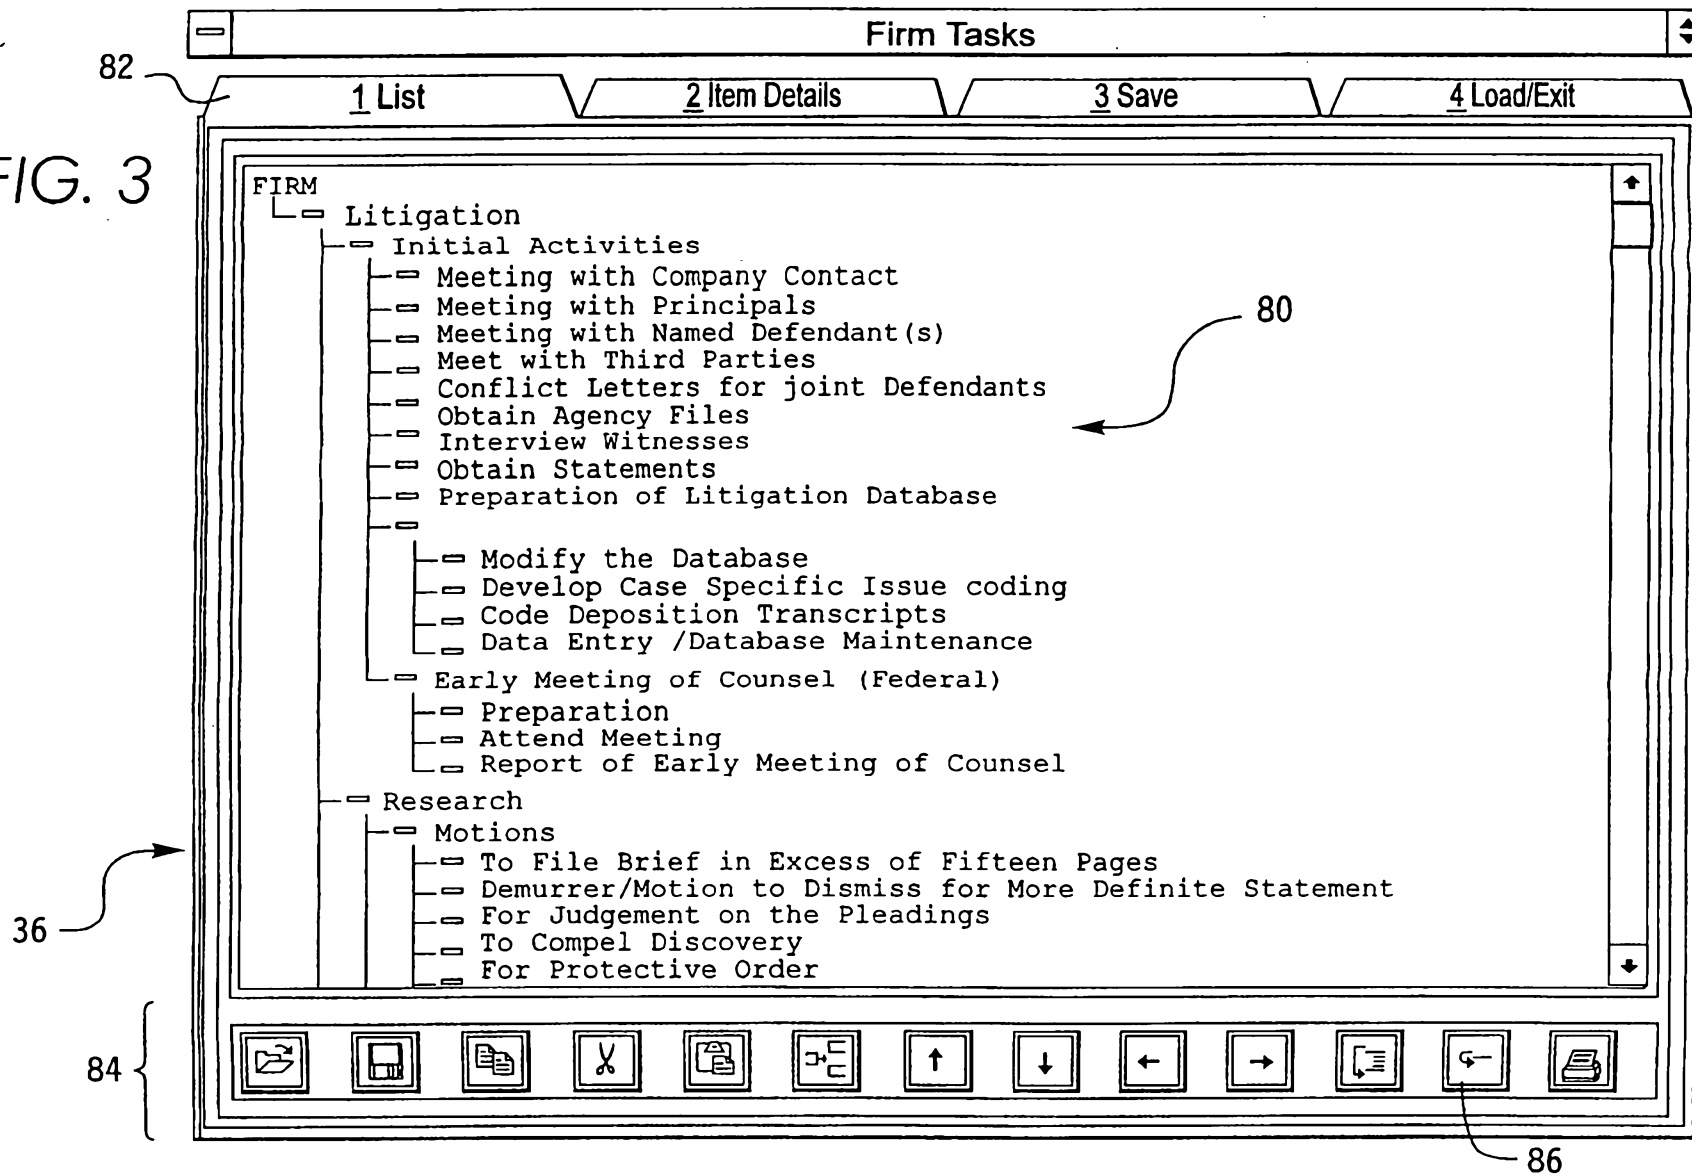 Firm Tasks
82
1 List
2 Item Details
3 Save
4 Load/Exit
FIG. 3
FIRM
Litigation
Initial Activities
Meeting with Company Contact
Meeting with Principals
Meeting with Named Defendant(s)
Meet with Third Parties
Conflict Letters for joint Defendants
Obtain Agency Files
Interview Witnesses
Obtain Statements
Preparation of Litigation Database
80
Modify the Database
Develop Case Specific Issue coding
Code Deposition Transcripts
Data Entry /Database Maintenance
Early Meeting of Counsel (Federal)
Preparation
Attend Meeting
Report of Early Meeting of Counsel
Research
Motions
To File Brief in Excess of Fifteen Pages
Demurrer/Motion to Dismiss for More Definite Statement
For Judgement on the Pleadings
To Compel Discovery
For Protective Order
36
84
86